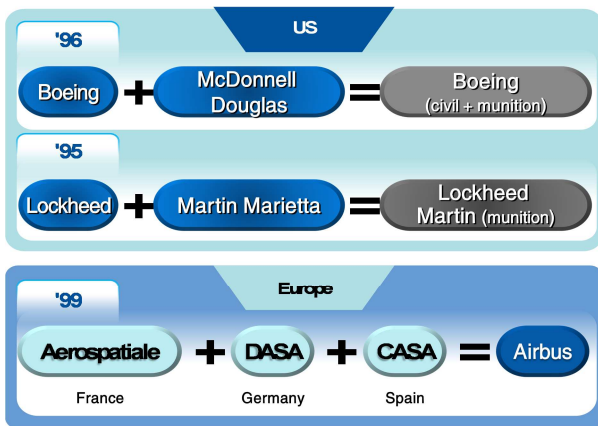 US
'96
Boeing + McDonnell Douglas = Boeing (civil + munition)
'95
Lockheed + Martin Marietta = Lockheed Martin (munition)
Europe
'99
Aerospatiale + DASA + CASA = Airbus
France Germany Spain